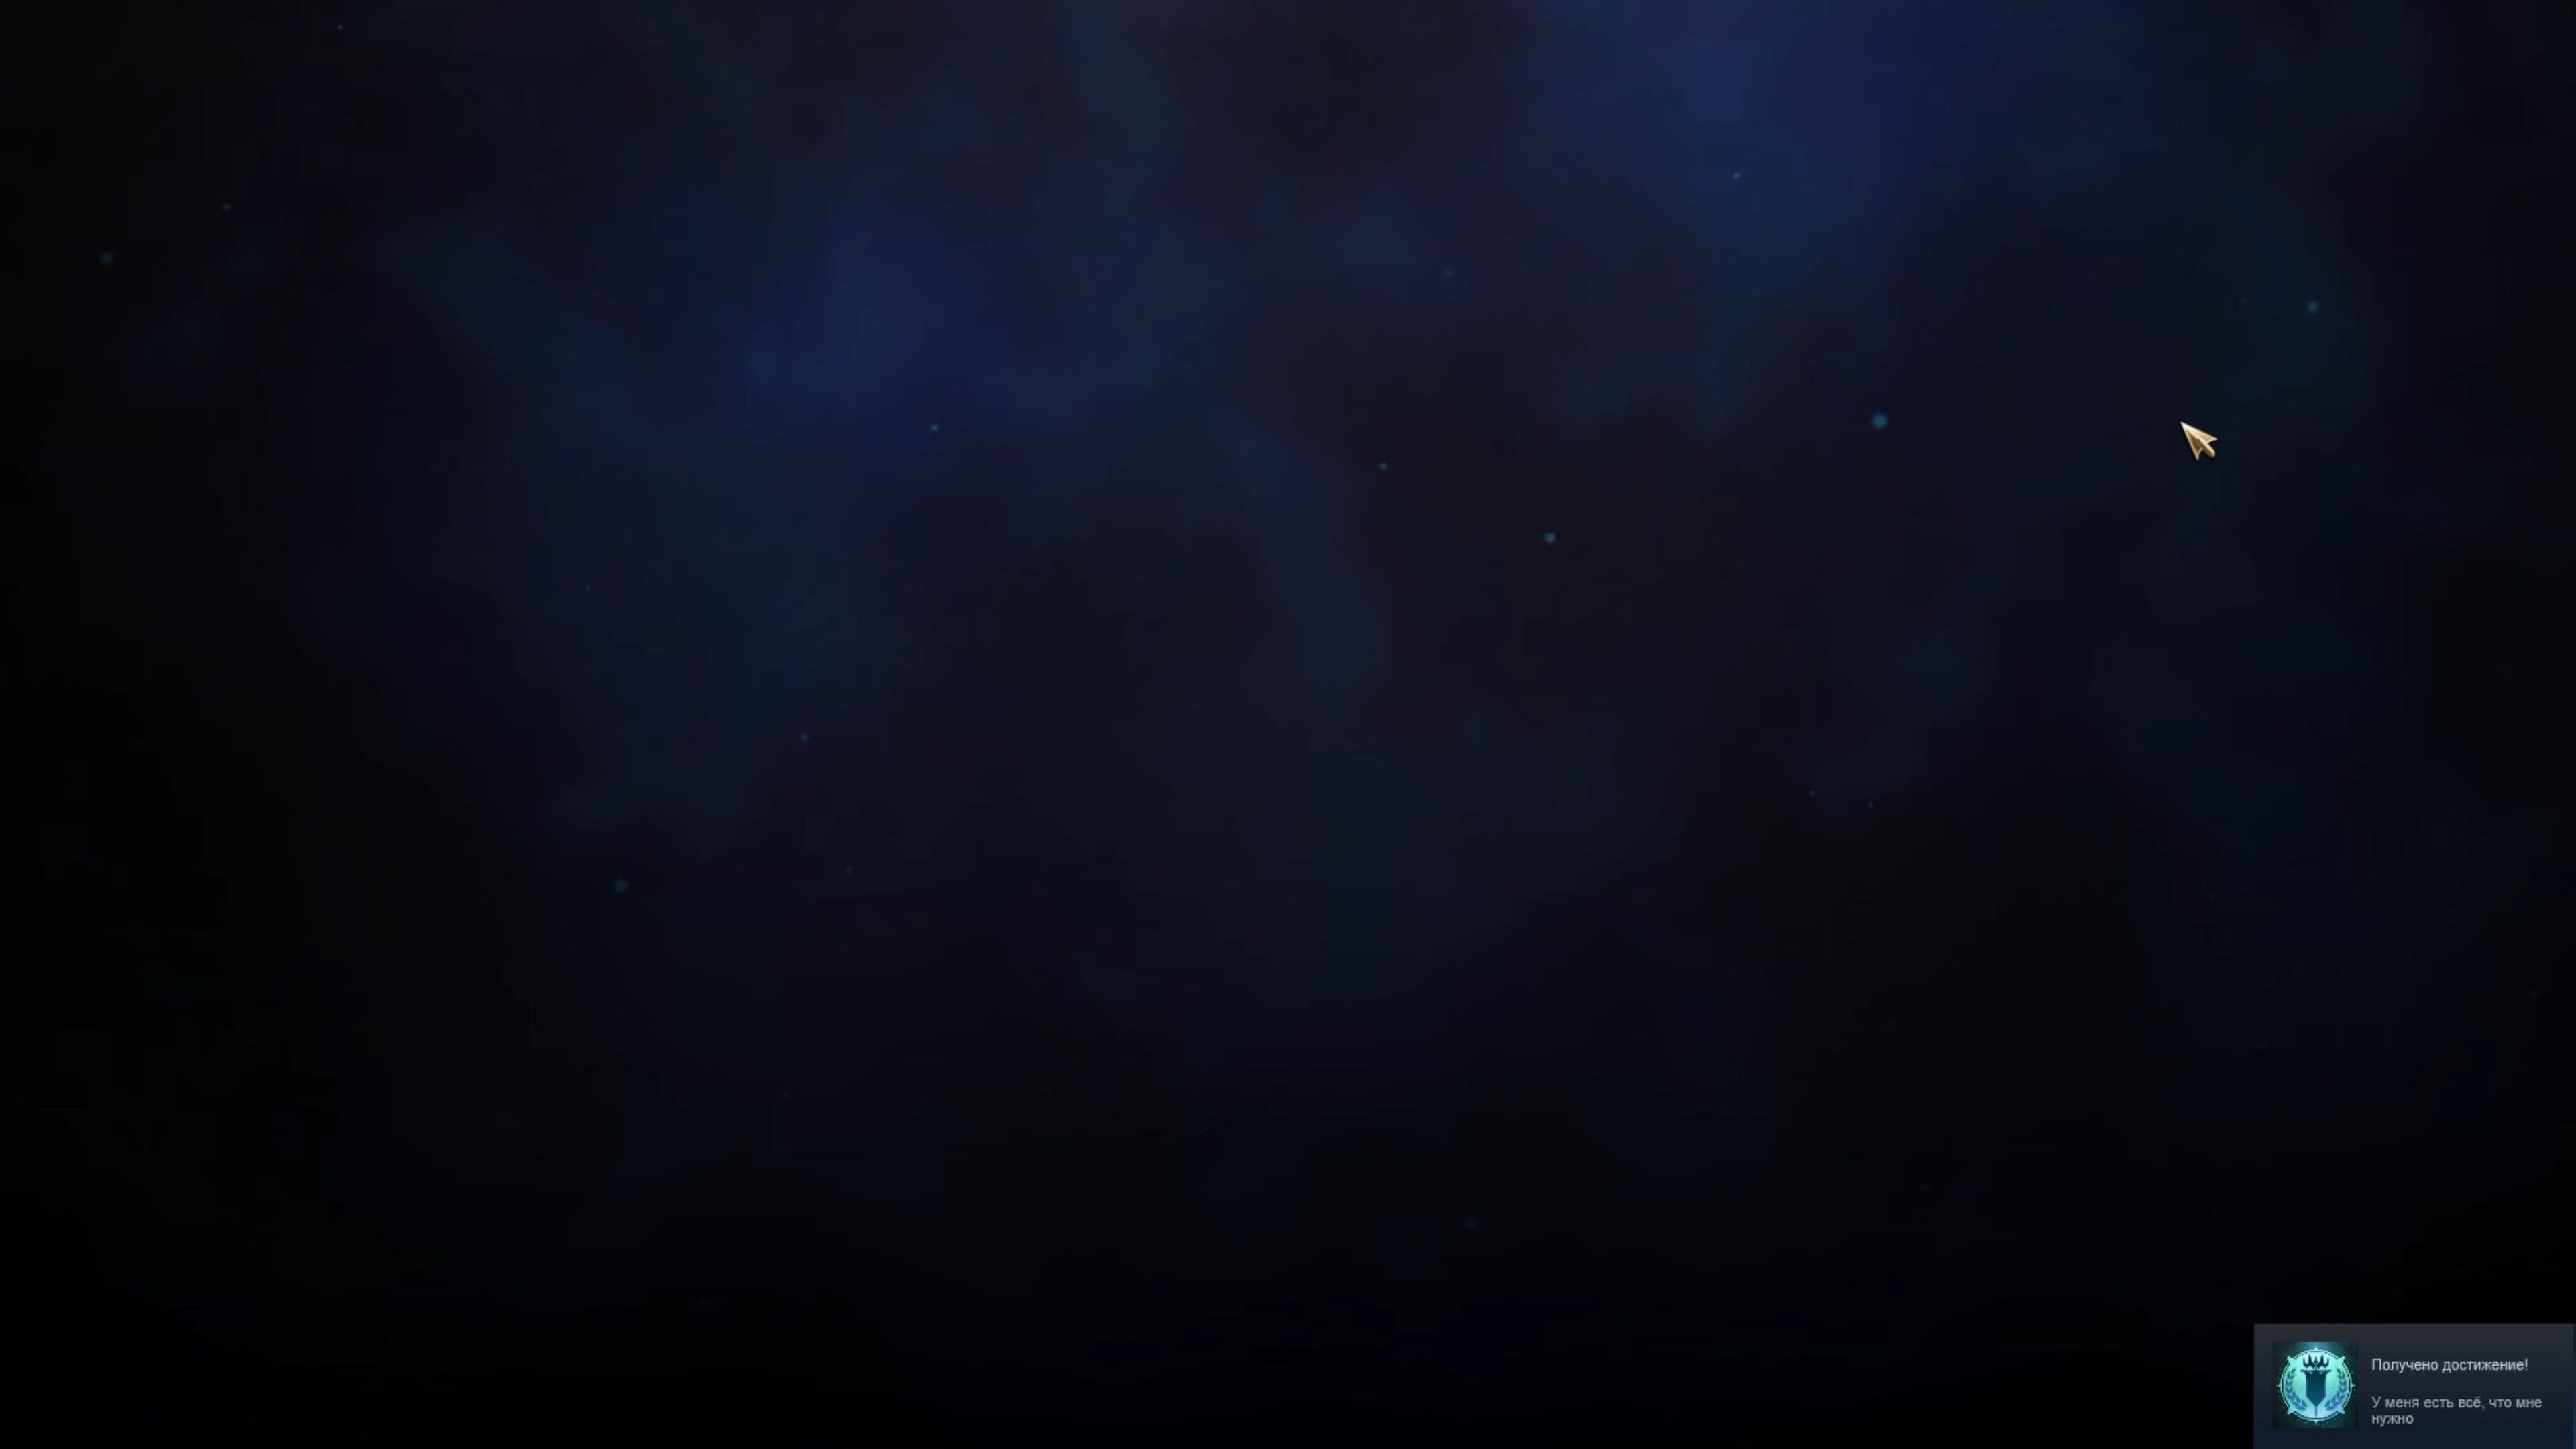 Получено достижение!
У меня есть всё, что мне
нужно